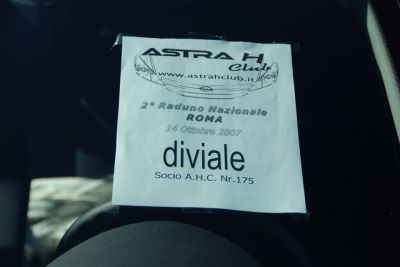 ASTRA H
Club
www.astrahclub.it
2° Raduno Nazionale
ROMA
14 Ottobre 2007
diviale
Socio A.H.C. Nr.175